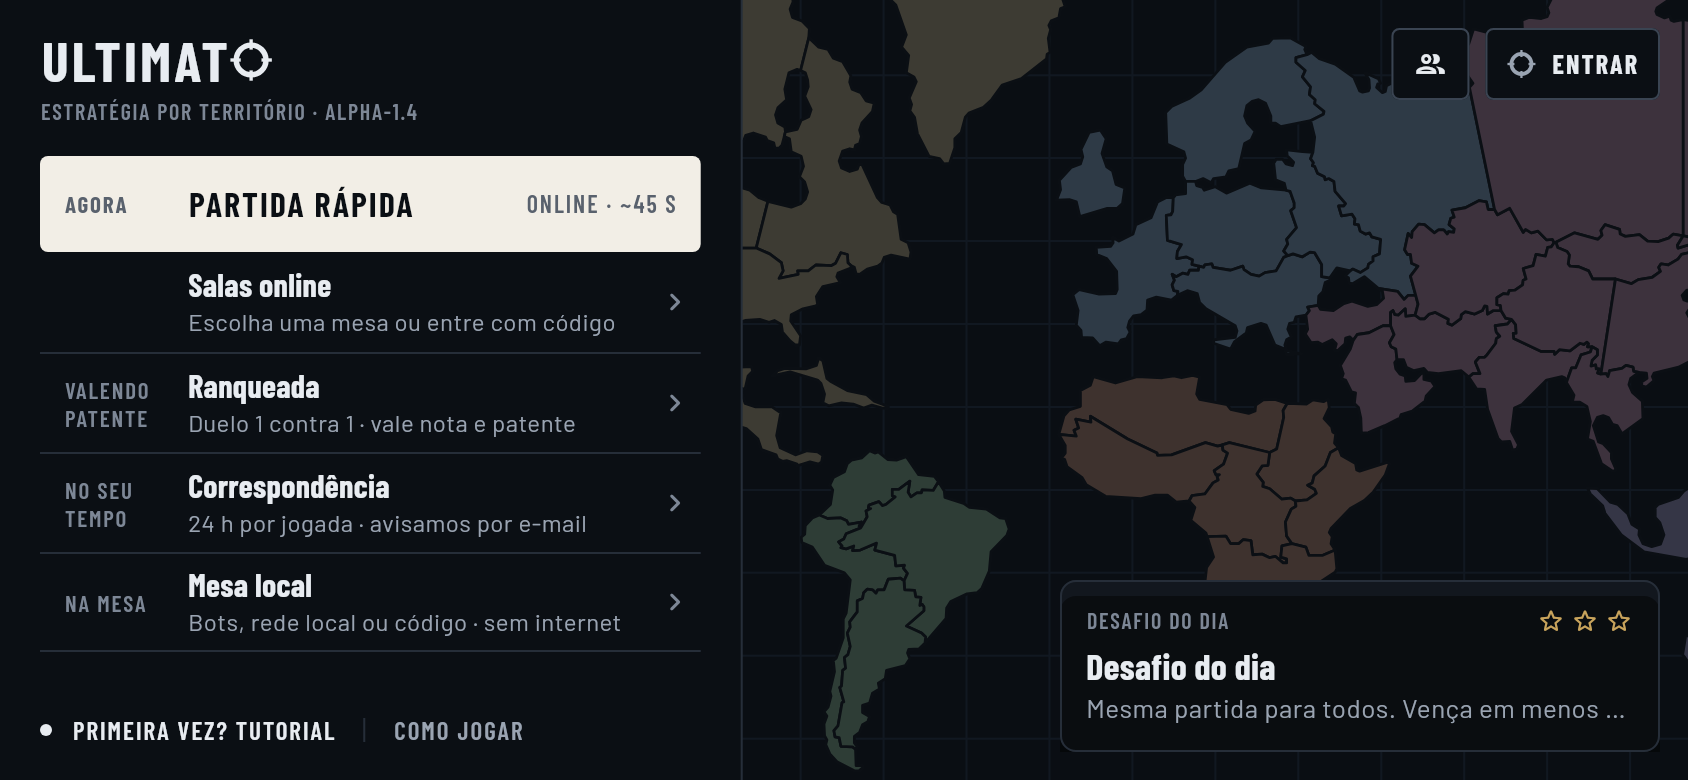 ULTIMATO
ESTRATÉGIA POR TERRITÓRIO · ALPHA-1.4
AGORA
PARTIDA RÁPIDA
ONLINE · ~45 S
Salas online
Escolha uma mesa ou entre com código
VALENDO
PATENTE
Ranqueada
Duelo 1 contra 1 · vale nota e patente
NO SEU
TEMPO
Correspondência
24 h por jogada · avisamos por e-mail
NA MESA
Mesa local
Bots, rede local ou código · sem internet
PRIMEIRA VEZ? TUTORIAL
COMO JOGAR
ENTRAR
DESAFIO DO DIA
Desafio do dia
Mesma partida para todos. Vença em menos ...